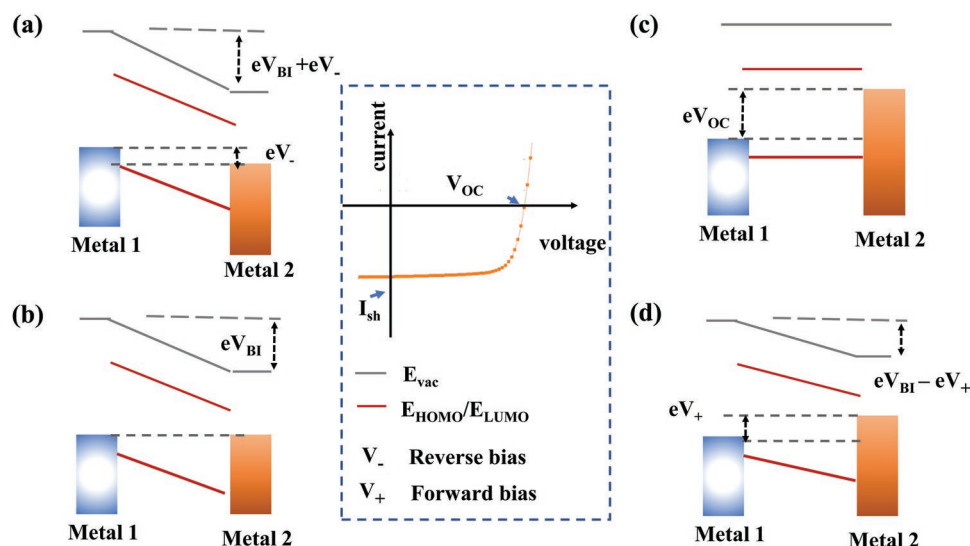 (a)
eV_BI + eV_-
eV_-
Metal 1
Metal 2
(b)
eV_BI
Metal 1
Metal 2
current
V_OC
voltage
I_sh
E_vac
E_HOMO/E_LUMO
V_- Reverse bias
V_+ Forward bias
(c)
eV_OC
Metal 1
Metal 2
(d)
eV_BI – eV_+
eV_+
Metal 1
Metal 2